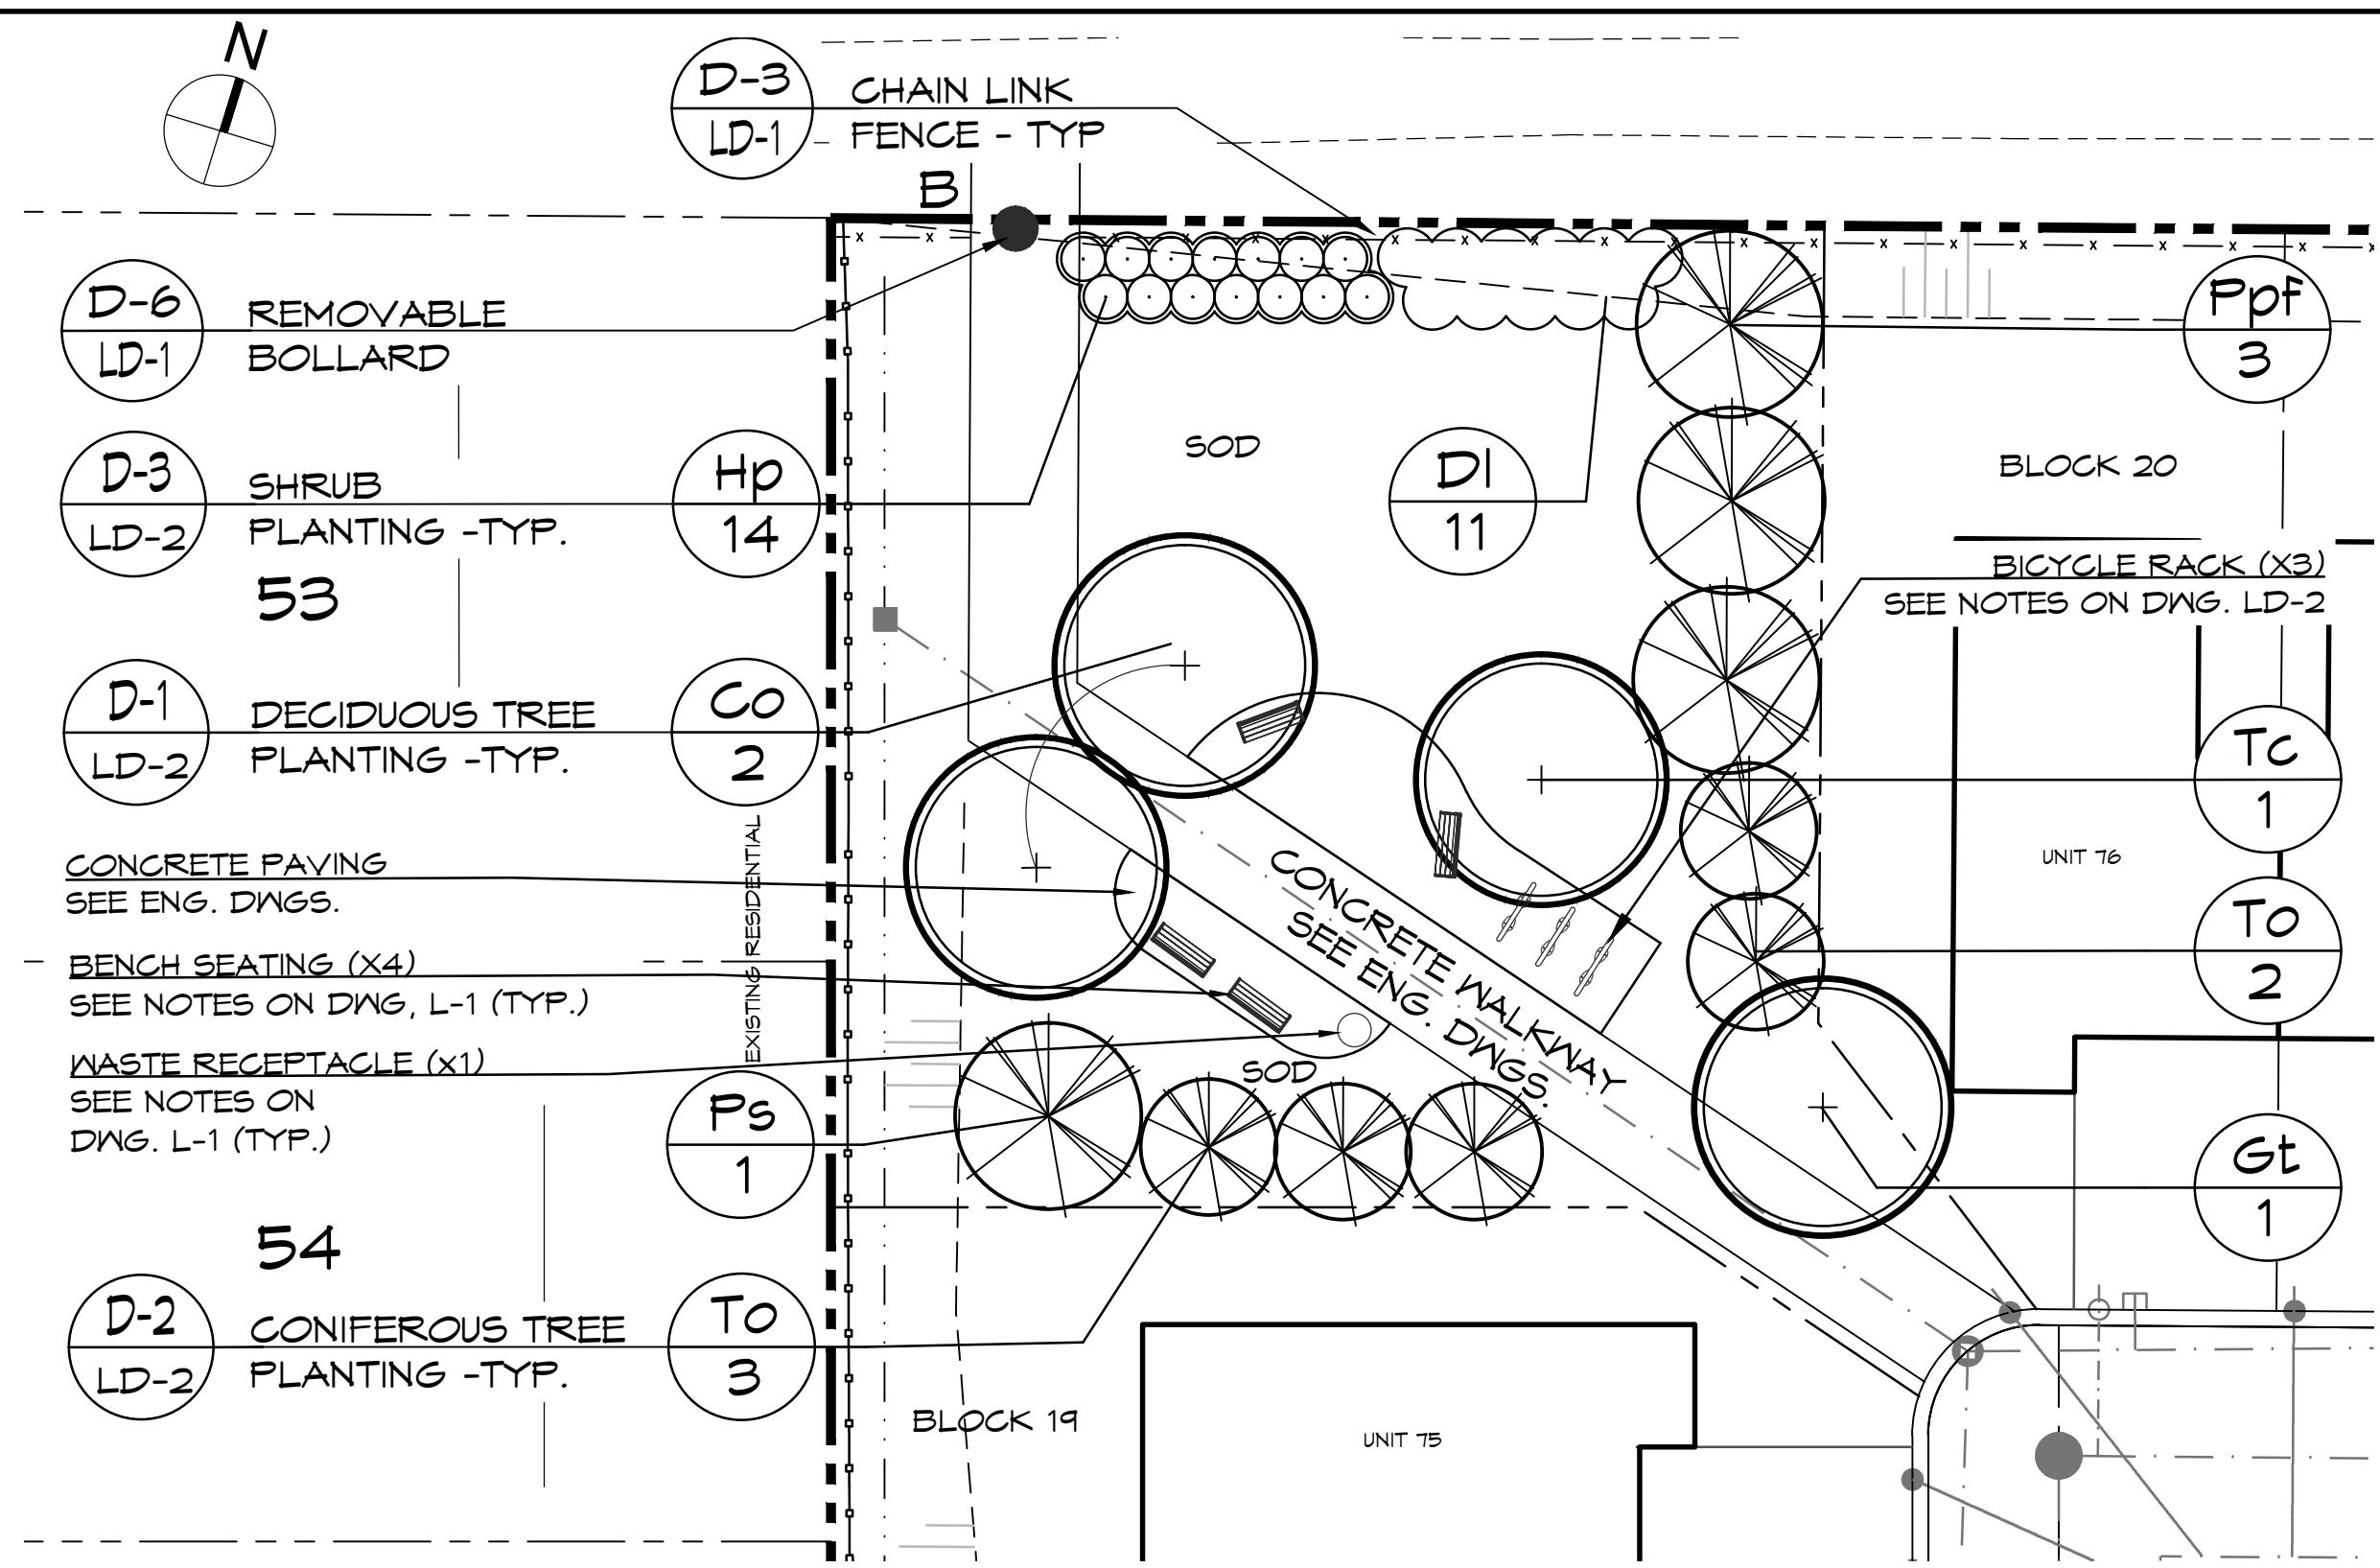 N
D-3
LD-1
CHAIN LINK
FENCE - TYP
B
D-6
LD-1
REMOVABLE
BOLLARD
Ppf
3
D-3
LD-2
SHRUB
PLANTING -TYP.
Hp
14
SOD
Dl
11
BLOCK 20
BICYCLE RACK (X3)
SEE NOTES ON DWG. LD-2
53
D-1
LD-2
DECIDUOUS TREE
PLANTING -TYP.
Co
2
Tc
1
CONCRETE PAVING
SEE ENG. DWGS.
EXISTING RESIDENTIAL
CONCRETE WALKWAY
SEE ENG. DWGS.
UNIT 76
BENCH SEATING (X4)
SEE NOTES ON DWG, L-1 (TYP.)
TO
2
WASTE RECEPTACLE (x1)
SEE NOTES ON
DWG. L-1 (TYP.)
SOD
Ps
1
Gt
1
54
D-2
LD-2
CONIFEROUS TREE
PLANTING -TYP.
TO
3
BLOCK 19
UNIT 75